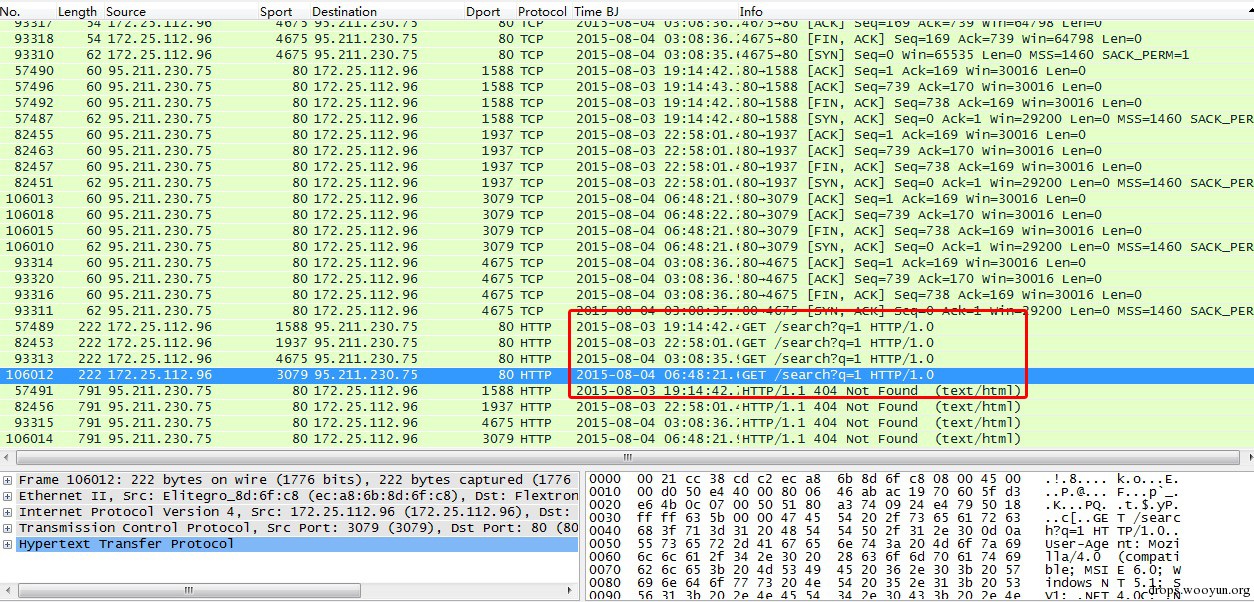 No. Length Source Sport Destination Dport Protocol Time BJ Info
93317 54 172.25.112.96 4675 95.211.230.75 80 TCP 2015-08-04 03:08:36. 4675→80 [ACK] Seq=169 Ack=739 Win=64798 Len=0
93318 54 172.25.112.96 4675 95.211.230.75 80 TCP 2015-08-04 03:08:36. 4675→80 [FIN, ACK] Seq=169 Ack=739 Win=64798 Len=0
93310 62 172.25.112.96 4675 95.211.230.75 80 TCP 2015-08-04 03:08:35. 4675→80 [SYN] Seq=0 Win=65535 Len=0 MSS=1460 SACK_PERM=1
57490 60 95.211.230.75 80 172.25.112.96 1588 TCP 2015-08-03 19:14:42. 80→1588 [ACK] Seq=1 Ack=169 Win=30016 Len=0
57496 60 95.211.230.75 80 172.25.112.96 1588 TCP 2015-08-03 19:14:43. 80→1588 [ACK] Seq=739 Ack=170 Win=30016 Len=0
57492 60 95.211.230.75 80 172.25.112.96 1588 TCP 2015-08-03 19:14:42. 80→1588 [FIN, ACK] Seq=738 Ack=169 Win=30016 Len=0
57487 62 95.211.230.75 80 172.25.112.96 1588 TCP 2015-08-03 19:14:42. 80→1588 [SYN, ACK] Seq=0 Ack=1 Win=29200 Len=0 MSS=1460 SACK_PER
82455 60 95.211.230.75 80 172.25.112.96 1937 TCP 2015-08-03 22:58:01. 80→1937 [ACK] Seq=1 Ack=169 Win=30016 Len=0
82463 60 95.211.230.75 80 172.25.112.96 1937 TCP 2015-08-03 22:58:01. 80→1937 [ACK] Seq=739 Ack=170 Win=30016 Len=0
82457 60 95.211.230.75 80 172.25.112.96 1937 TCP 2015-08-03 22:58:01. 80→1937 [FIN, ACK] Seq=738 Ack=169 Win=30016 Len=0
82451 62 95.211.230.75 80 172.25.112.96 1937 TCP 2015-08-03 22:58:01. 80→1937 [SYN, ACK] Seq=0 Ack=1 Win=29200 Len=0 MSS=1460 SACK_PER
106013 60 95.211.230.75 80 172.25.112.96 3079 TCP 2015-08-04 06:48:21. 80→3079 [ACK] Seq=1 Ack=169 Win=30016 Len=0
106018 60 95.211.230.75 80 172.25.112.96 3079 TCP 2015-08-04 06:48:22. 80→3079 [ACK] Seq=739 Ack=170 Win=30016 Len=0
106015 60 95.211.230.75 80 172.25.112.96 3079 TCP 2015-08-04 06:48:21. 80→3079 [FIN, ACK] Seq=738 Ack=169 Win=30016 Len=0
106010 62 95.211.230.75 80 172.25.112.96 3079 TCP 2015-08-04 06:48:21. 80→3079 [SYN, ACK] Seq=0 Ack=1 Win=29200 Len=0 MSS=1460 SACK_PER
93314 60 95.211.230.75 80 172.25.112.96 4675 TCP 2015-08-04 03:08:36. 80→4675 [ACK] Seq=1 Ack=169 Win=30016 Len=0
93320 60 95.211.230.75 80 172.25.112.96 4675 TCP 2015-08-04 03:08:36. 80→4675 [ACK] Seq=739 Ack=170 Win=30016 Len=0
93316 60 95.211.230.75 80 172.25.112.96 4675 TCP 2015-08-04 03:08:36. 80→4675 [FIN, ACK] Seq=738 Ack=169 Win=30016 Len=0
93311 62 95.211.230.75 80 172.25.112.96 4675 TCP 2015-08-04 03:08:35. 80→4675 [SYN, ACK] Seq=0 Ack=1 Win=29200 Len=0 MSS=1460 SACK_PER
57489 222 172.25.112.96 1588 95.211.230.75 80 HTTP 2015-08-03 19:14:42. GET /search?q=1 HTTP/1.0
82453 222 172.25.112.96 1937 95.211.230.75 80 HTTP 2015-08-03 22:58:01. GET /search?q=1 HTTP/1.0
93313 222 172.25.112.96 4675 95.211.230.75 80 HTTP 2015-08-04 03:08:35. GET /search?q=1 HTTP/1.0
106012 222 172.25.112.96 3079 95.211.230.75 80 HTTP 2015-08-04 06:48:21. GET /search?q=1 HTTP/1.0
57491 791 95.211.230.75 80 172.25.112.96 1588 HTTP 2015-08-03 19:14:42. HTTP/1.1 404 Not Found (text/html)
82456 791 95.211.230.75 80 172.25.112.96 1937 HTTP 2015-08-03 22:58:01. HTTP/1.1 404 Not Found (text/html)
93315 791 95.211.230.75 80 172.25.112.96 4675 HTTP 2015-08-04 03:08:36. HTTP/1.1 404 Not Found (text/html)
106014 791 95.211.230.75 80 172.25.112.96 3079 HTTP 2015-08-04 06:48:21. HTTP/1.1 404 Not Found (text/html)
Frame 106012: 222 bytes on wire (1776 bits), 222 bytes captured (1776
Ethernet II, Src: Elitegro_8d:6f:c8 (ec:a8:6b:8d:6f:c8), Dst: Flextron
Internet Protocol Version 4, Src: 172.25.112.96 (172.25.112.96), Dst:
Transmission Control Protocol, Src Port: 3079 (3079), Dst Port: 80 (80
Hypertext Transfer Protocol
0000 00 21 cc 38 cd c2 ec a8 6b 8d 6f c8 08 00 45 00 .!.8.... k.o...E.
0010 00 d0 50 e4 40 00 80 06 46 ab ac 19 70 60 5f d3 ..P.@... F...p`_.
0020 e6 4b 0c 07 00 50 51 80 a3 74 09 24 e4 79 50 18 .K...PQ. .t.$.yP.
0030 ff ff 63 5b 00 00 47 45 54 20 2f 73 65 61 72 63 ..c[..GE T /searc
0040 68 3f 71 3d 31 20 48 54 54 50 2f 31 2e 30 0d 0a h?q=1 HT TP/1.0..
0050 55 73 65 72 2d 41 67 65 6e 74 3a 20 4d 6f 7a 69 User-Age nt: Mozi
0060 6c 6c 61 2f 34 2e 30 20 28 63 6f 6d 70 61 74 69 lla/4.0 (compati
0070 62 6c 65 3b 20 4d 53 49 45 20 36 2e 30 3b 20 57 ble; MSI E 6.0; W
0080 69 6e 64 6f 77 73 20 4e 54 20 35 2e 31 3b 20 53 indows N T 5.1; S
0090 56 31 3b 20 2e 4e 45 54 20 34 2e 30 43 3b 20 2e 4e V1; .NET 4.0C; .N
drops.wooyun.org